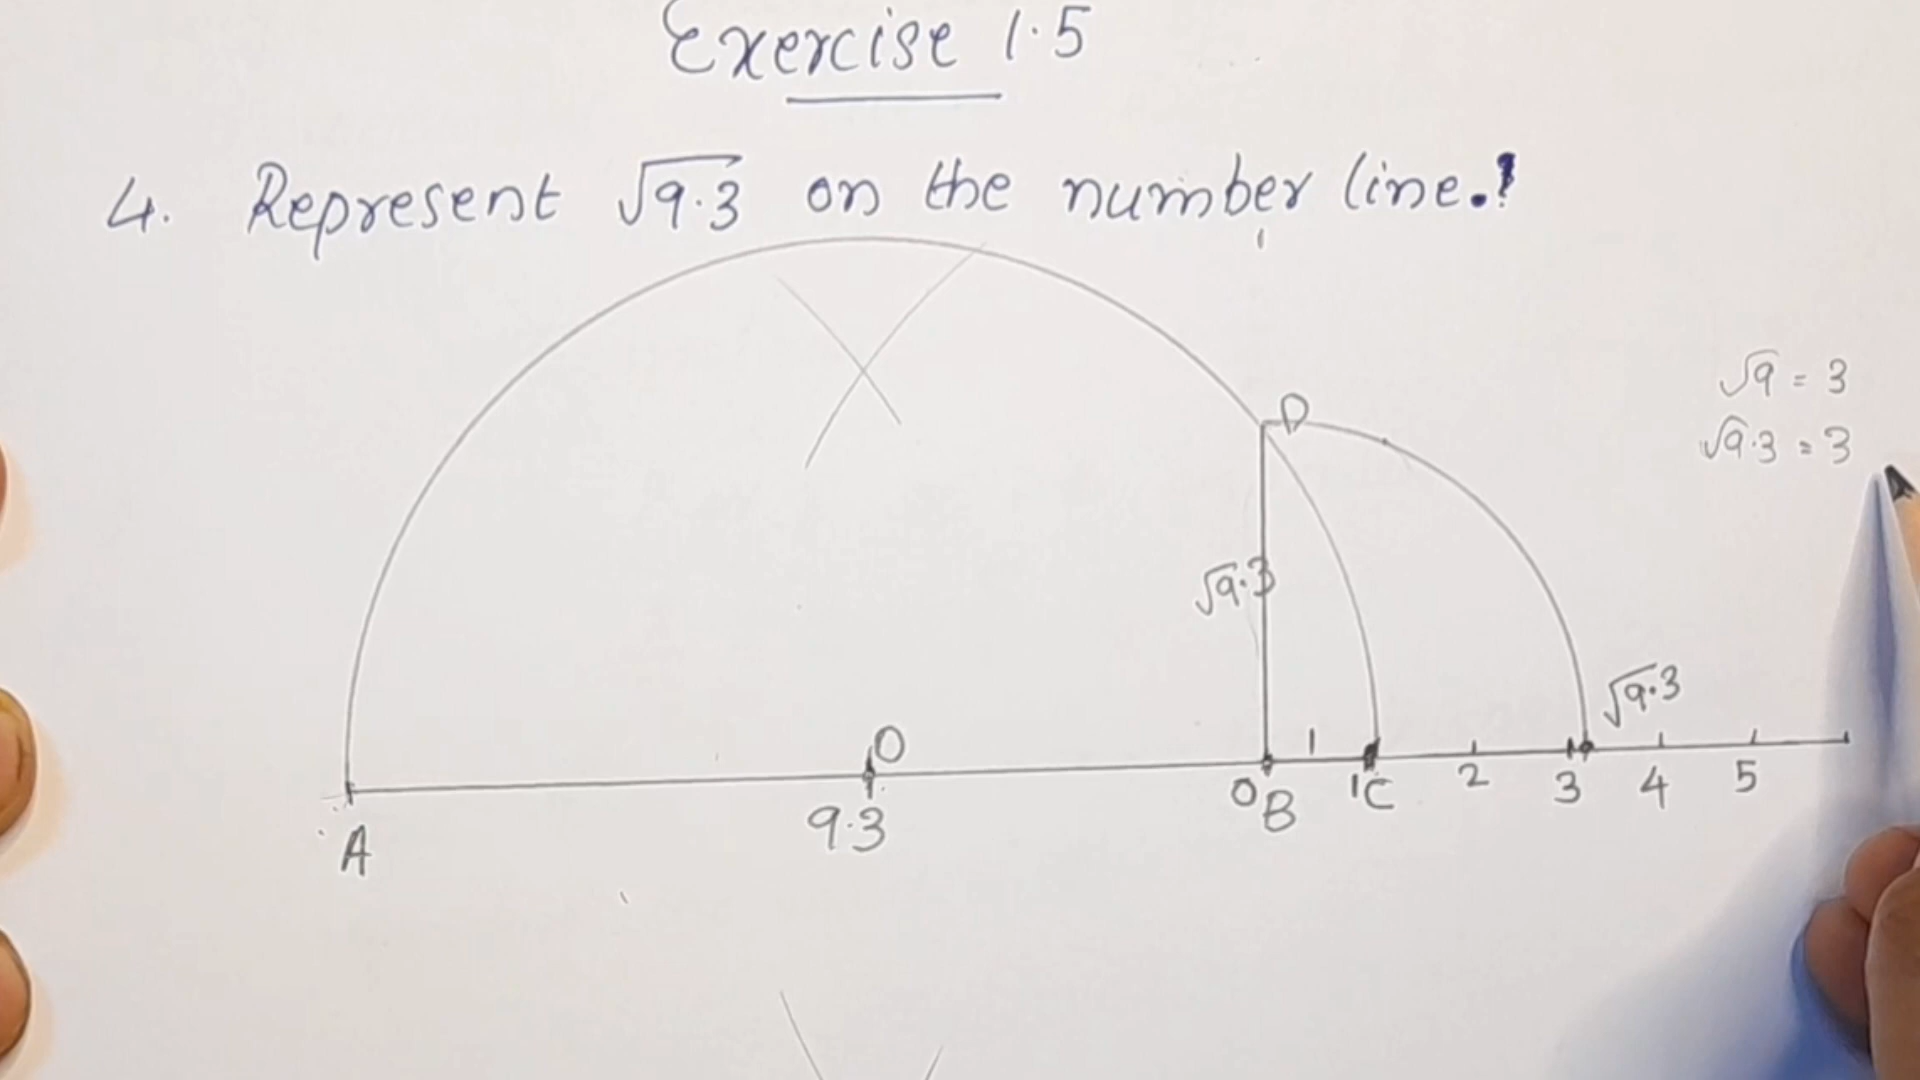 Exercise 1.5
4. Represent √9.3 on the number line.!
√9 = 3
√9.3 = 3
D
√9.3
√9.3
O
1
A
9.3
0 B
1 C
2
3
4
5